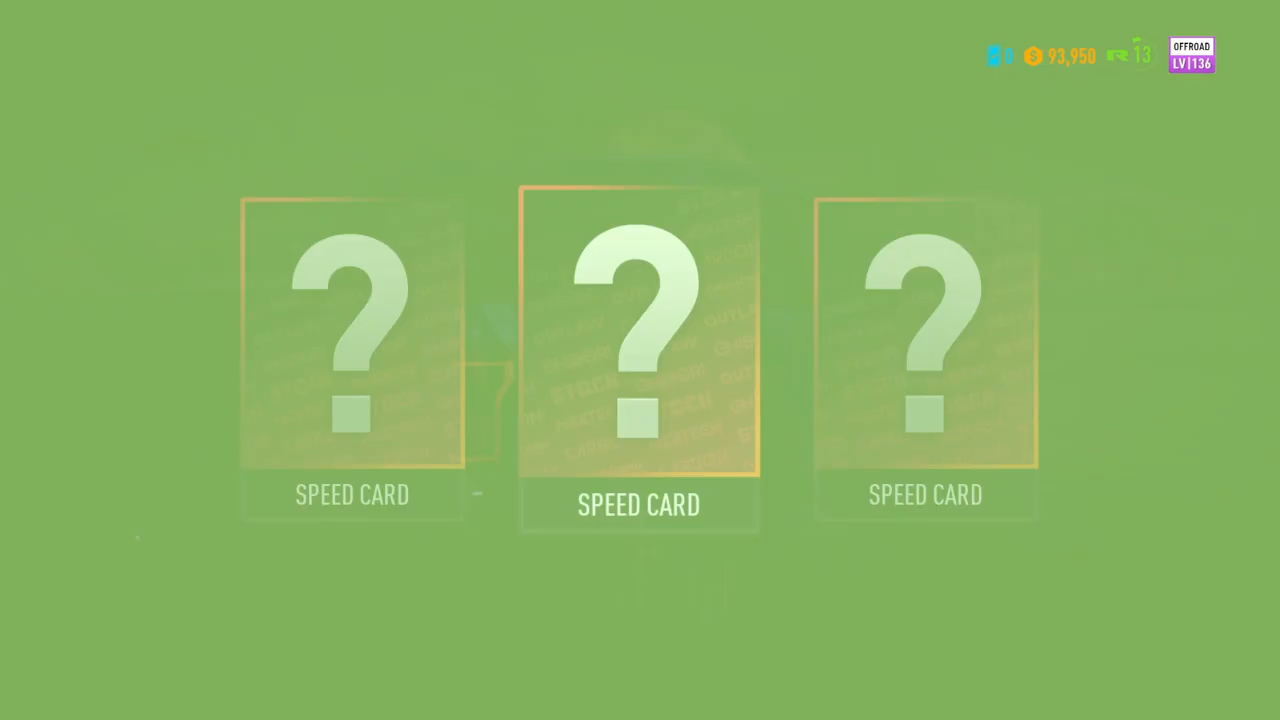 0 $ 93,950 R 13 OFFROAD
LV|136
? ? ?
SPEED CARD SPEED CARD SPEED CARD